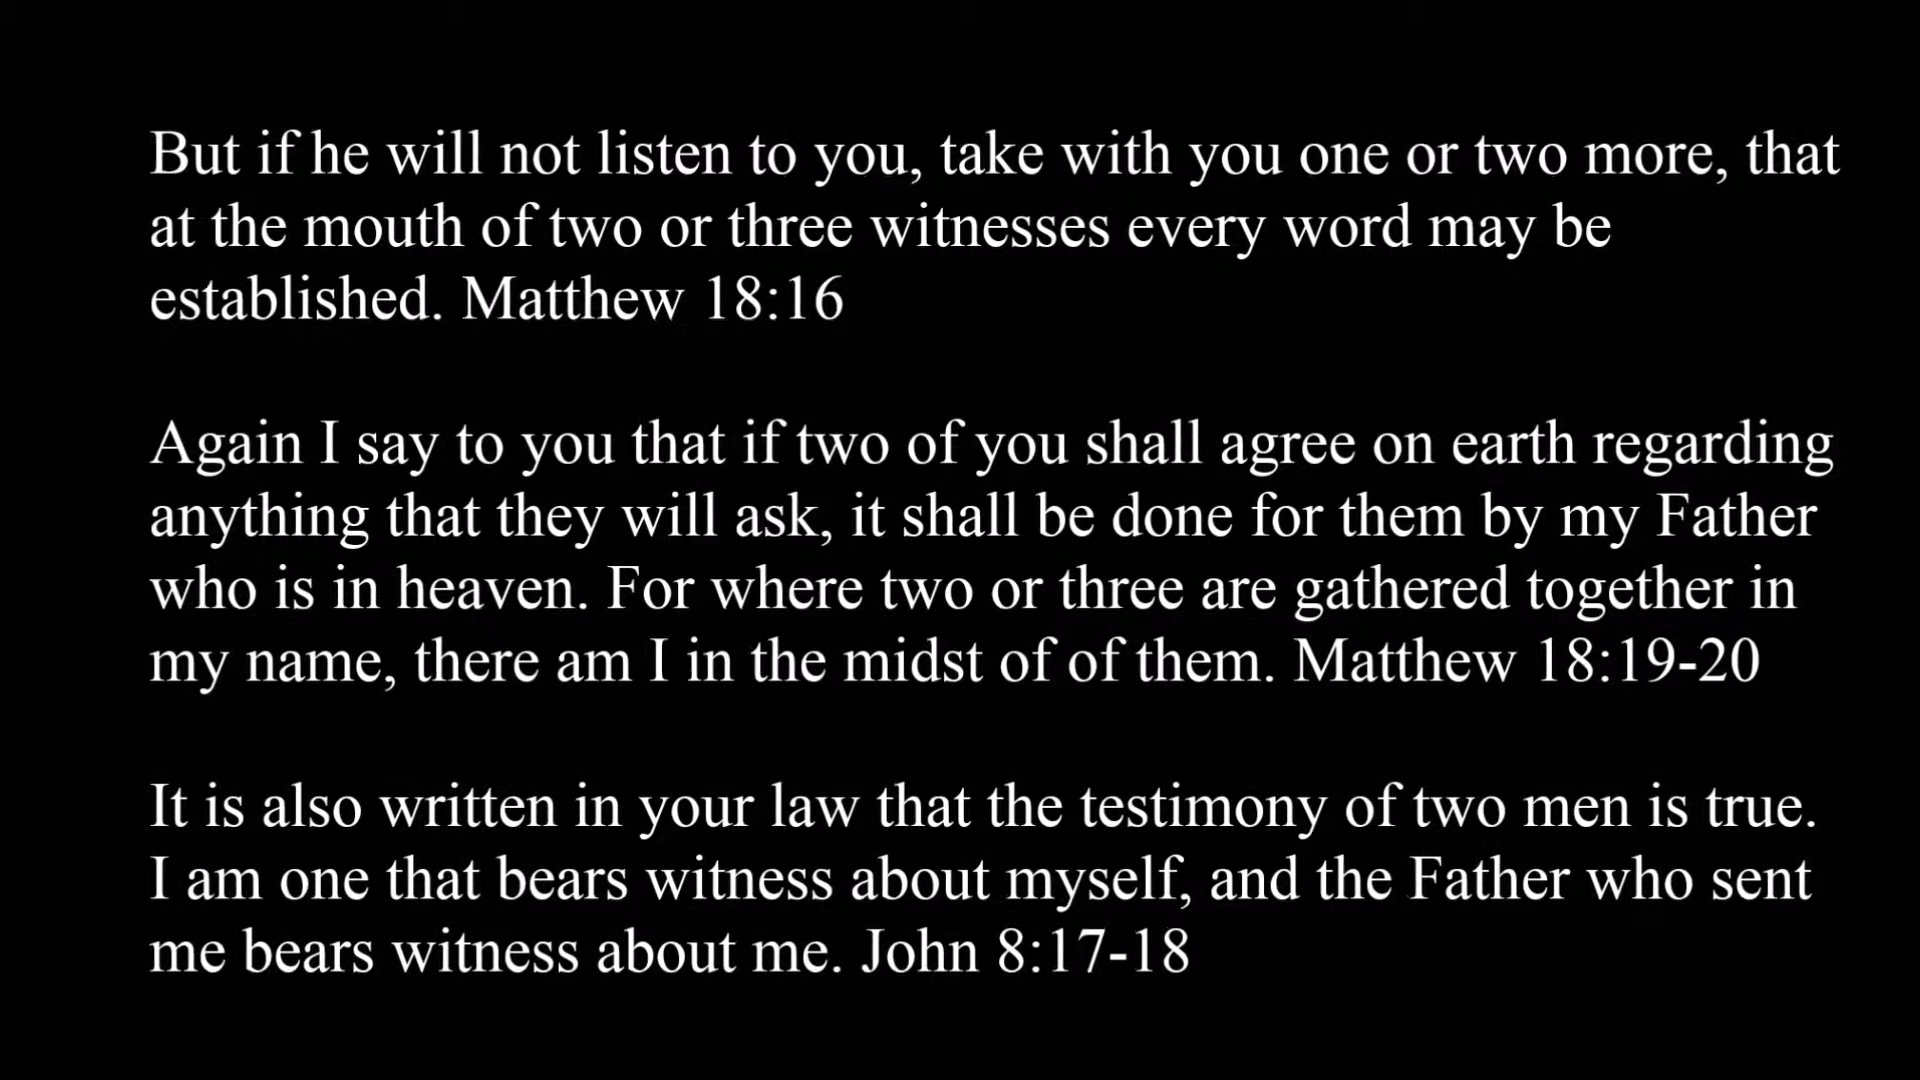 But if he will not listen to you, take with you one or two more, that
at the mouth of two or three witnesses every word may be
established. Matthew 18:16
Again I say to you that if two of you shall agree on earth regarding
anything that they will ask, it shall be done for them by my Father
who is in heaven. For where two or three are gathered together in
my name, there am I in the midst of of them. Matthew 18:19-20
It is also written in your law that the testimony of two men is true.
I am one that bears witness about myself, and the Father who sent
me bears witness about me. John 8:17-18